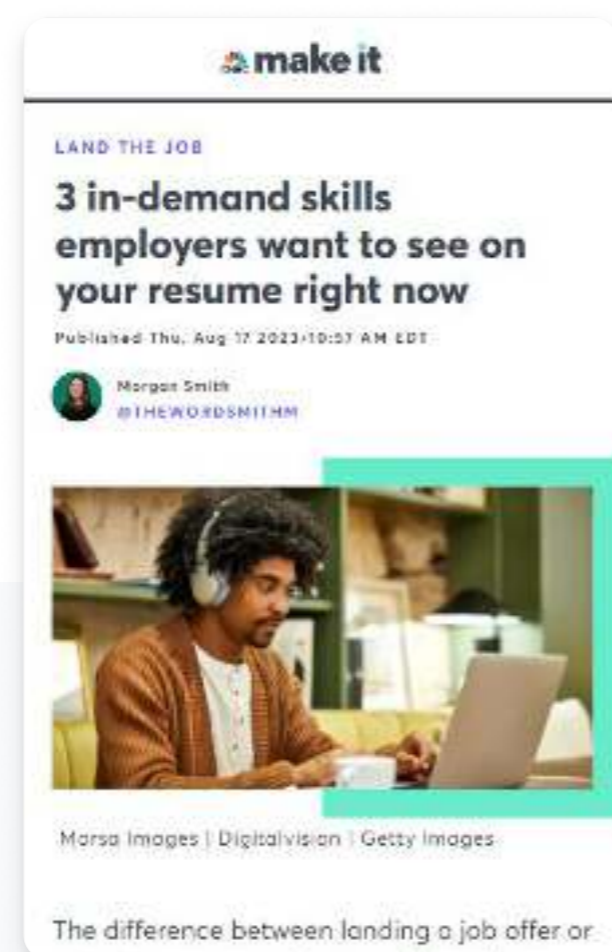 make it
LAND THE JOB
3 in-demand skills
employers want to see on
your resume right now
Published Thu, Aug 17 2023•10:57 AM EDT
Morgan Smith
@THEWORDSMITHM
Morsa Images | Digitalvision | Getty Images
The difference between landing a job offer or